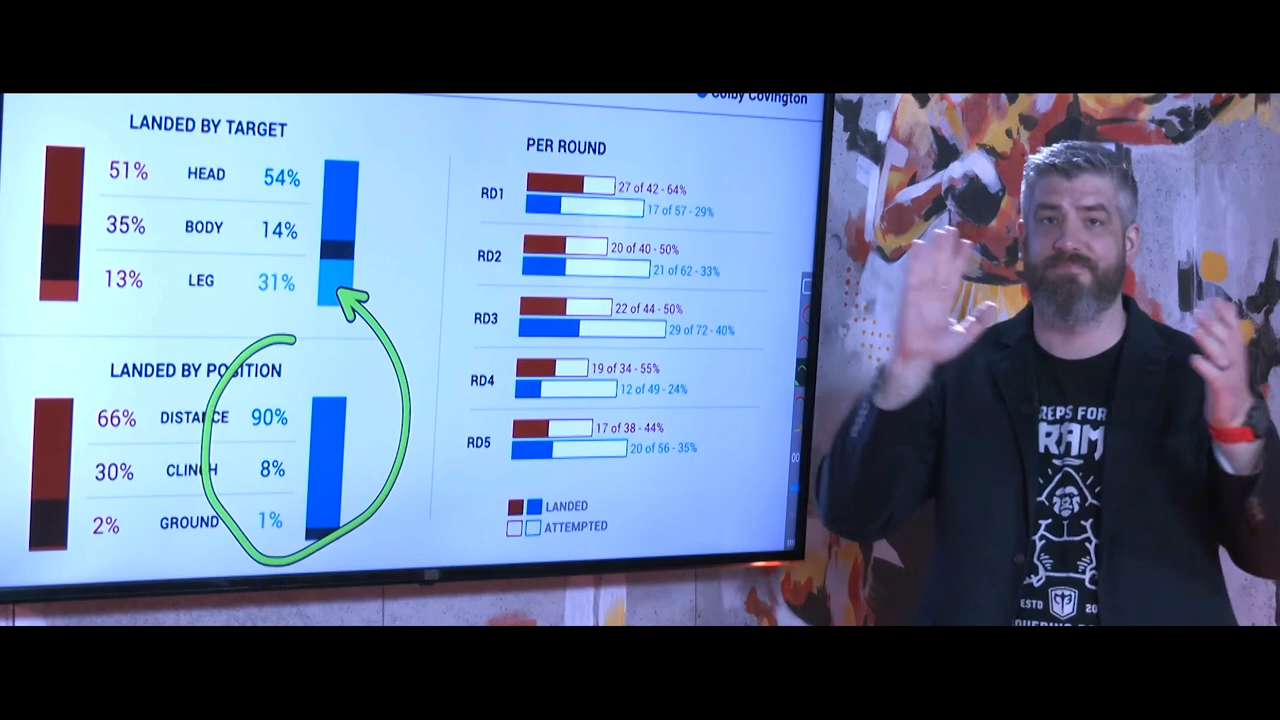 Colby Covington
LANDED BY TARGET
51% HEAD 54%
35% BODY 14%
13% LEG 31%
LANDED BY POSITION
66% DISTANCE 90%
30% CLINCH 8%
2% GROUND 1%
PER ROUND
RD1
27 of 42 - 64%
17 of 57 - 29%
RD2
20 of 40 - 50%
21 of 62 - 33%
RD3
22 of 44 - 50%
29 of 72 - 40%
RD4
19 of 34 - 55%
12 of 49 - 24%
RD5
17 of 38 - 44%
20 of 56 - 35%
LANDED
ATTEMPTED
REPS FOR
RAM
ESTD 20